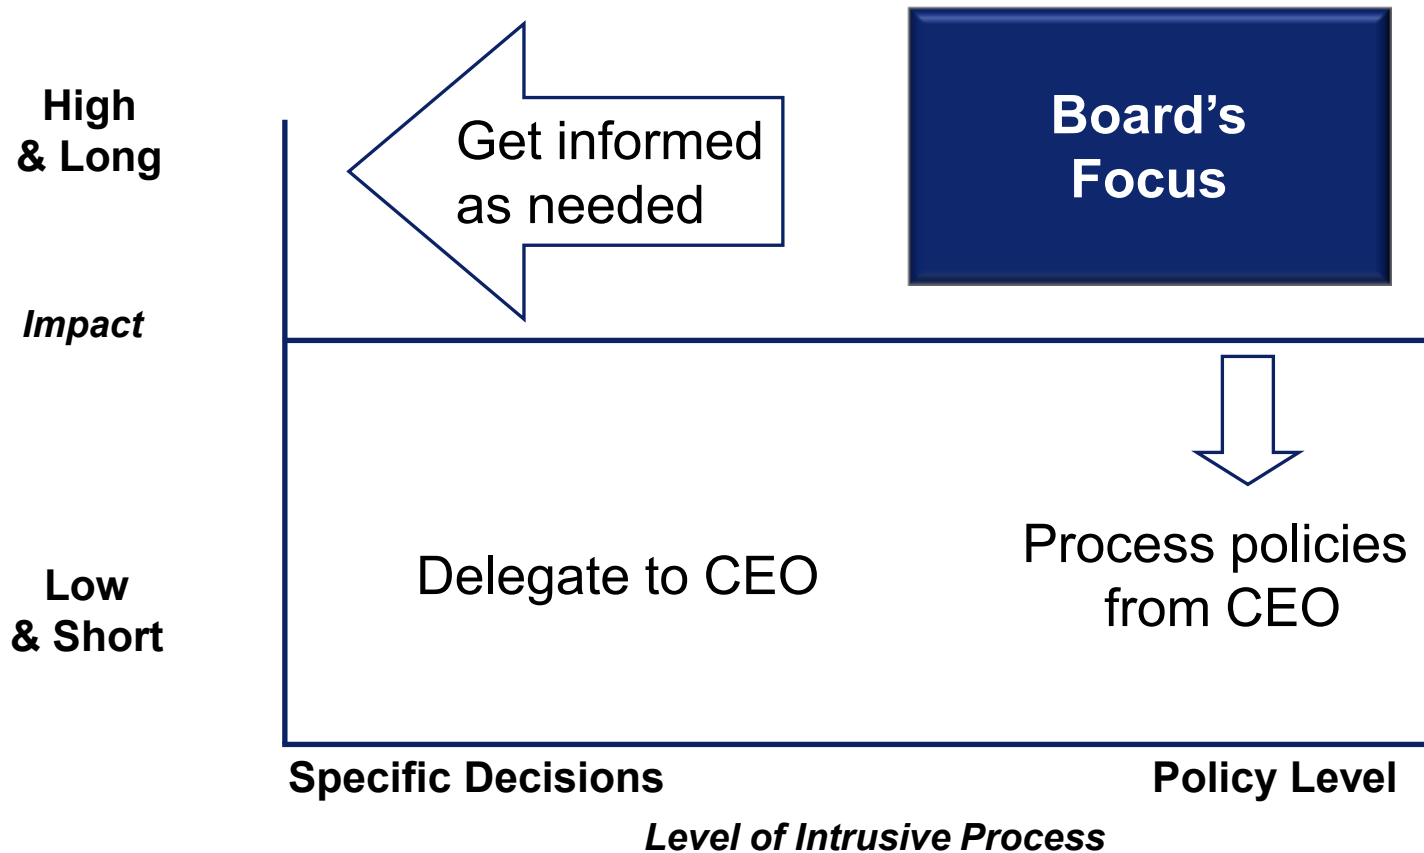 High
& Long
Get informed
as needed
Board’s
Focus
Impact
Low
& Short
Delegate to CEO
Process policies
from CEO
Specific Decisions
Policy Level
Level of Intrusive Process